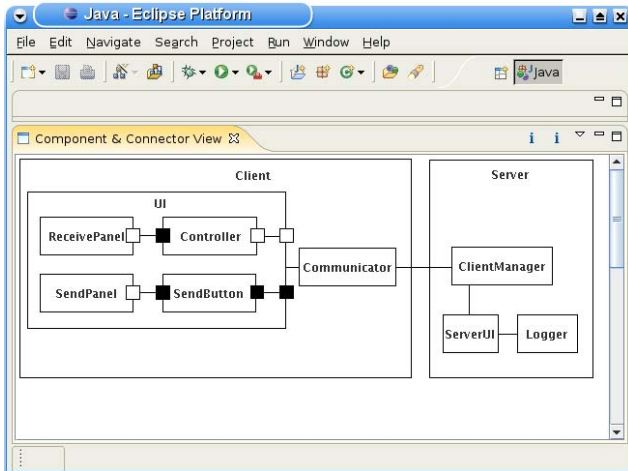 Java - Eclipse Platform
File Edit Navigate Search Project Run Window Help
Java
Component & Connector View
i i
Client
Server
UI
ReceivePanel
Controller
Communicator
ClientManager
SendPanel
SendButton
ServerUI
Logger